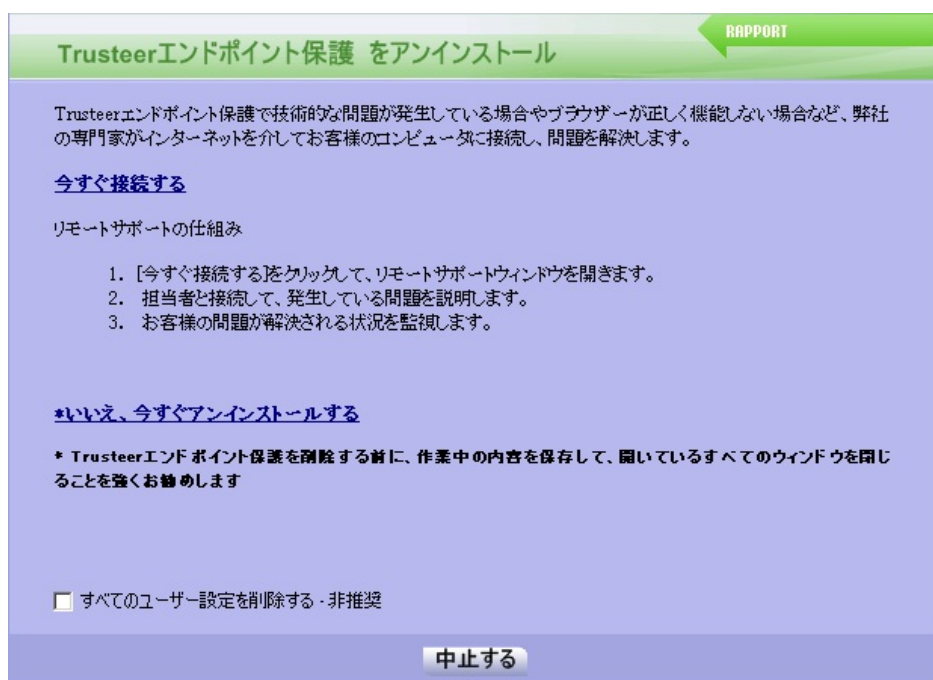 RAPPORT
Trusteerエンドポイント保護 をアンインストール
Trusteerエンドポイント保護で技術的な問題が発生している場合やブラウザーが正しく機能しない場合など、弊社
の専門家がインターネットを介してお客様のコンピュータに接続し、問題を解決します。
今すぐ接続する
リモートサポートの仕組み
1. [今すぐ接続する]をクリックして、リモートサポートウィンドウを開きます。
2. 担当者と接続して、発生している問題を説明します。
3. お客様の問題が解決される状況を監視します。
*いいえ、今すぐアンインストールする
* Trusteerエンドポイント保護を削除する前に、作業中の内容を保存して、開いているすべてのウィンドウを閉じ
ることを強くお勧めします
すべてのユーザー設定を削除する - 非推奨
中止する